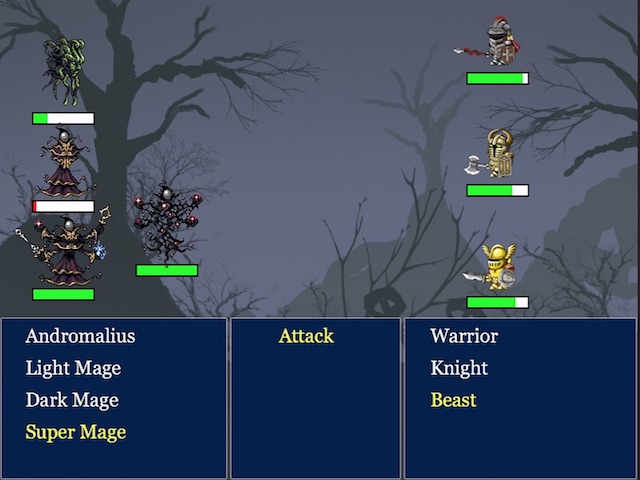 Andromalius
Light Mage
Dark Mage
Super Mage
Attack
Warrior
Knight
Beast